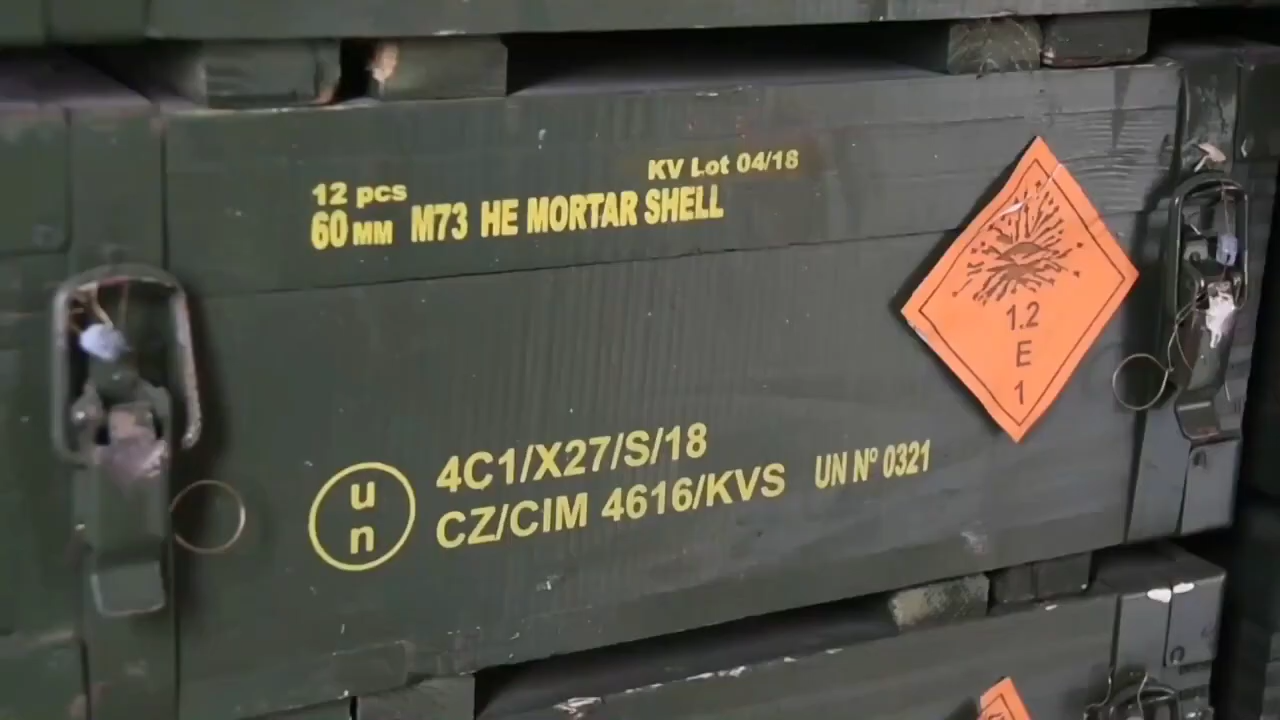 KV Lot 04/18
12 pcs
60 MM M73 HE MORTAR SHELL
1.2
E
1
u
n
4C1/X27/S/18
CZ/CIM 4616/KVS UN Nº 0321